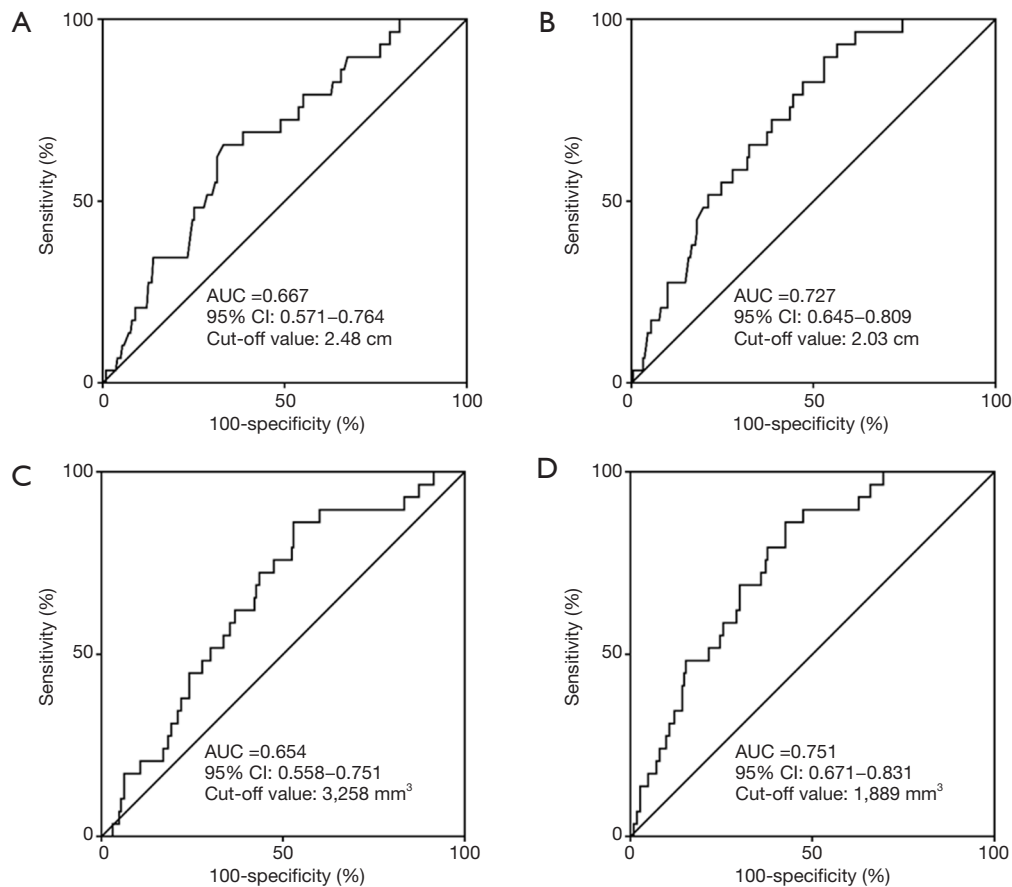 A
100
50
0
Sensitivity (%)
AUC =0.667
95% CI: 0.571–0.764
Cut-off value: 2.48 cm
0 50 100
100-specificity (%)
B
100
50
0
Sensitivity (%)
AUC =0.727
95% CI: 0.645–0.809
Cut-off value: 2.03 cm
0 50 100
100-specificity (%)
C
100
50
0
Sensitivity (%)
AUC =0.654
95% CI: 0.558–0.751
Cut-off value: 3,258 mm³
0 50 100
100-specificity (%)
D
100
50
0
Sensitivity (%)
AUC =0.751
95% CI: 0.671–0.831
Cut-off value: 1,889 mm³
0 50 100
100-specificity (%)